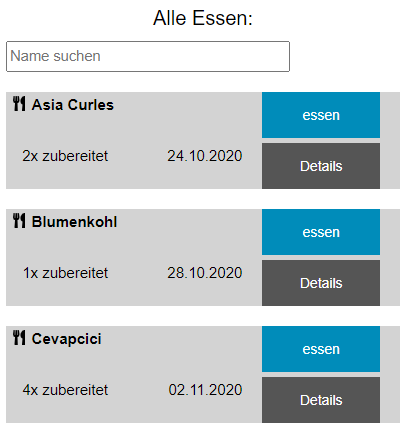 Alle Essen:
Name suchen
Asia Curles
essen
2x zubereitet 24.10.2020
Details
Blumenkohl
essen
1x zubereitet 28.10.2020
Details
Cevapcici
essen
4x zubereitet 02.11.2020
Details